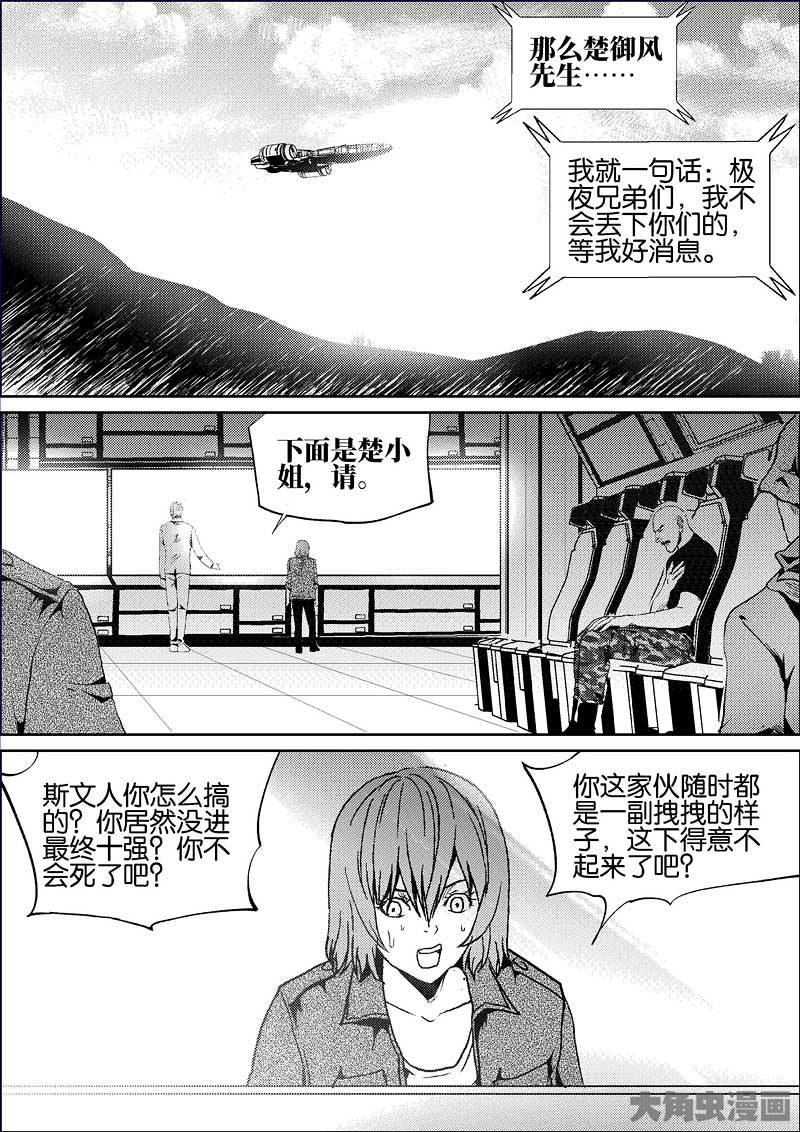 那么楚御风
先生……
我就一句话：极
夜兄弟们，我不
会丢下你们的，
等我好消息。
下面是楚小
姐，请。
斯文人你怎么搞
的？你居然没进
最终十强？你不
会死了吧？
你这家伙随时都
是一副拽拽的样
子，这下得意不
起来了吧？
大角虫漫画